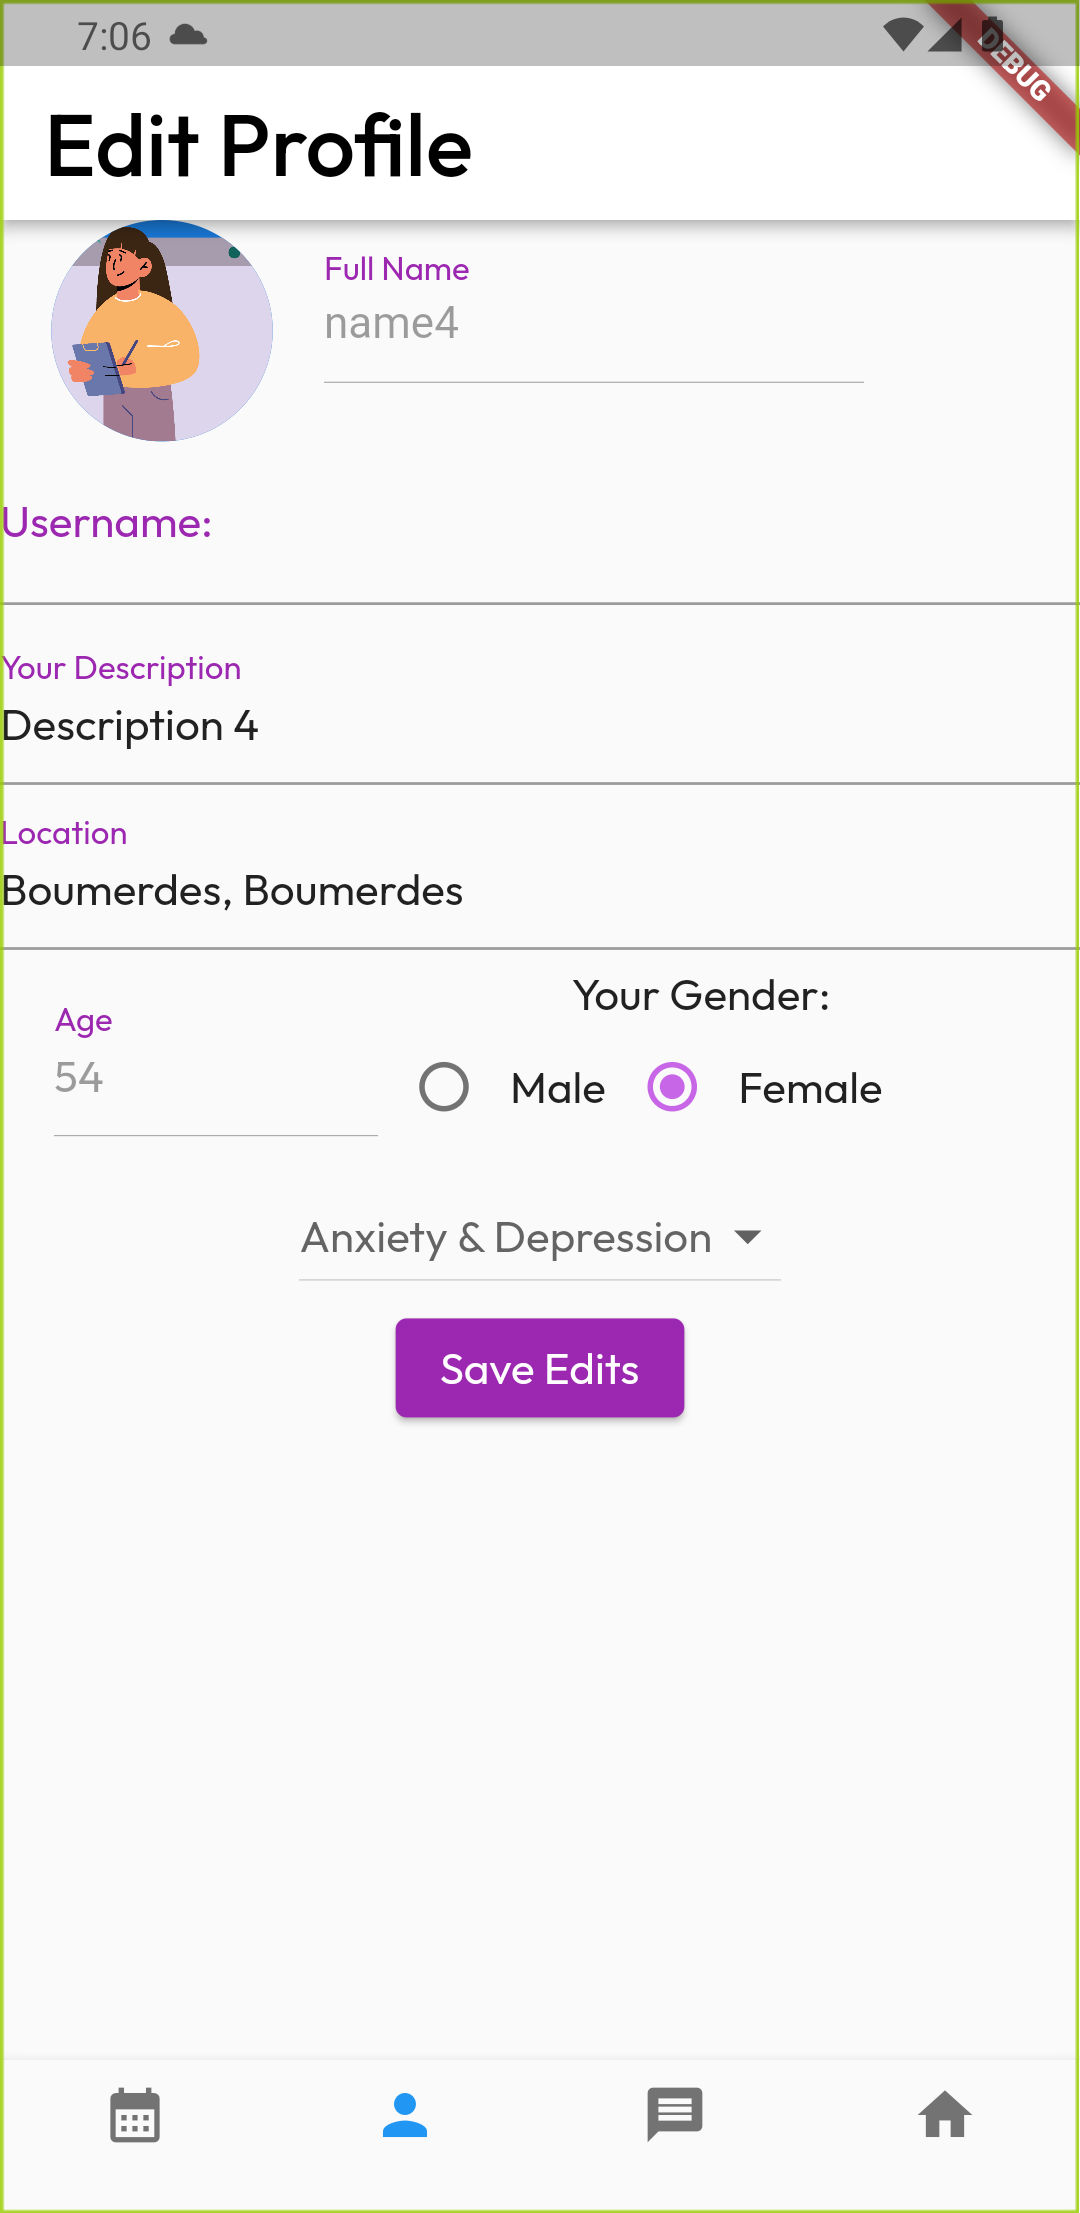 7:06
DEBUG
Edit Profile
Full Name
name4
Username:
Your Description
Description 4
Location
Boumerdes, Boumerdes
Your Gender:
Age
54
Male Female
Anxiety & Depression
Save Edits